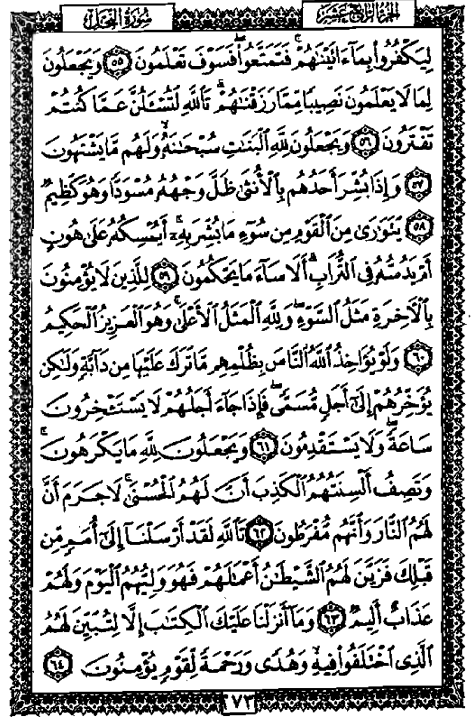 الجزء الرابع عشر
سُورَةُ النَّحْلِ
لِيَكْفُرُوا۟ بِمَآ ءَاتَيْنَٰهُمْ ۚ فَتَمَتَّعُوا۟ ۖ فَسَوْفَ تَعْلَمُونَ ٥٥ وَيَجْعَلُونَ
لِمَا لَا يَعْلَمُونَ نَصِيبًا مِّمَّا رَزَقْنَٰهُمْ ۗ تَٱللَّهِ لَتُسْـَٔلُنَّ عَمَّا كُنتُمْ
تَفْتَرُونَ ٥٦ وَيَجْعَلُونَ لِلَّهِ ٱلْبَنَٰتِ سُبْحَٰنَهُۥ ۙ وَلَهُم مَّا يَشْتَهُونَ
٥٧ وَإِذَا بُشِّرَ أَحَدُهُم بِٱلْأُنثَىٰ ظَلَّ وَجْهُهُۥ مُسْوَدًّا وَهُوَ كَظِيمٌ
٥٨ يَتَوَٰرَىٰ مِنَ ٱلْقَوْمِ مِن سُوٓءِ مَا بُشِّرَ بِهِۦٓ ۚ أَيُمْسِكُهُۥ عَلَىٰ هُونٍ
أَمْ يَدُسُّهُۥ فِى ٱلتُّرَابِ ۗ أَلَا سَآءَ مَا يَحْكُمُونَ ٥٩ لِلَّذِينَ لَا يُؤْمِنُونَ
بِٱلْءَاخِرَةِ مَثَلُ ٱلسَّوْءِ ۖ وَلِلَّهِ ٱلْمَثَلُ ٱلْأَعْلَىٰ ۚ وَهُوَ ٱلْعَزِيزُ ٱلْحَكِيمُ
٦٠ وَلَوْ يُؤَاخِذُ ٱللَّهُ ٱلنَّاسَ بِظُلْمِهِم مَّا تَرَكَ عَلَيْهَا مِن دَآبَّةٍ وَلَٰكِن
يُؤَخِّرُهُمْ إِلَىٰٓ أَجَلٍ مُّسَمًّى ۖ فَإِذَا جَآءَ أَجَلُهُمْ لَا يَسْتَـْٔخِرُونَ
سَاعَةً ۖ وَلَا يَسْتَقْدِمُونَ ٦١ وَيَجْعَلُونَ لِلَّهِ مَا يَكْرَهُونَ ۚ
وَتَصِفُ أَلْسِنَتُهُمُ ٱلْكَذِبَ أَنَّ لَهُمُ ٱلْحُسْنَىٰ ۖ لَا جَرَمَ أَنَّ
لَهُمُ ٱلنَّارَ وَأَنَّهُم مُّفْرَطُونَ ٦٢ تَٱللَّهِ لَقَدْ أَرْسَلْنَآ إِلَىٰٓ أُمَمٍ مِّن
قَبْلِكَ فَزَيَّنَ لَهُمُ ٱلشَّيْطَٰنُ أَعْمَٰلَهُمْ فَهُوَ وَلِيُّهُمُ ٱلْيَوْمَ وَلَهُمْ
عَذَابٌ أَلِيمٌ ٦٣ وَمَآ أَنزَلْنَا عَلَيْكَ ٱلْكِتَٰبَ إِلَّا لِتُبَيِّنَ لَهُمُ
ٱلَّذِى ٱخْتَلَفُوا۟ فِيهِ ۙ وَهُدًى وَرَحْمَةً لِّقَوْمٍ يُؤْمِنُونَ ٦٤
٢٧٣